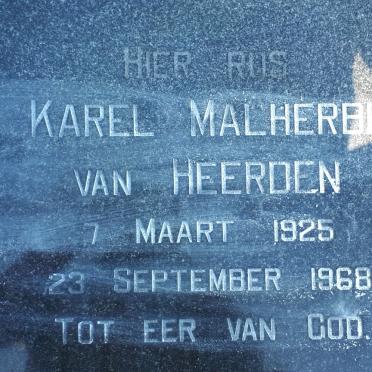 HIER RUS
KAREL MALHERBE
VAN HEERDEN
7 MAART 1925
23 SEPTEMBER 1968
TOT EER VAN GOD.